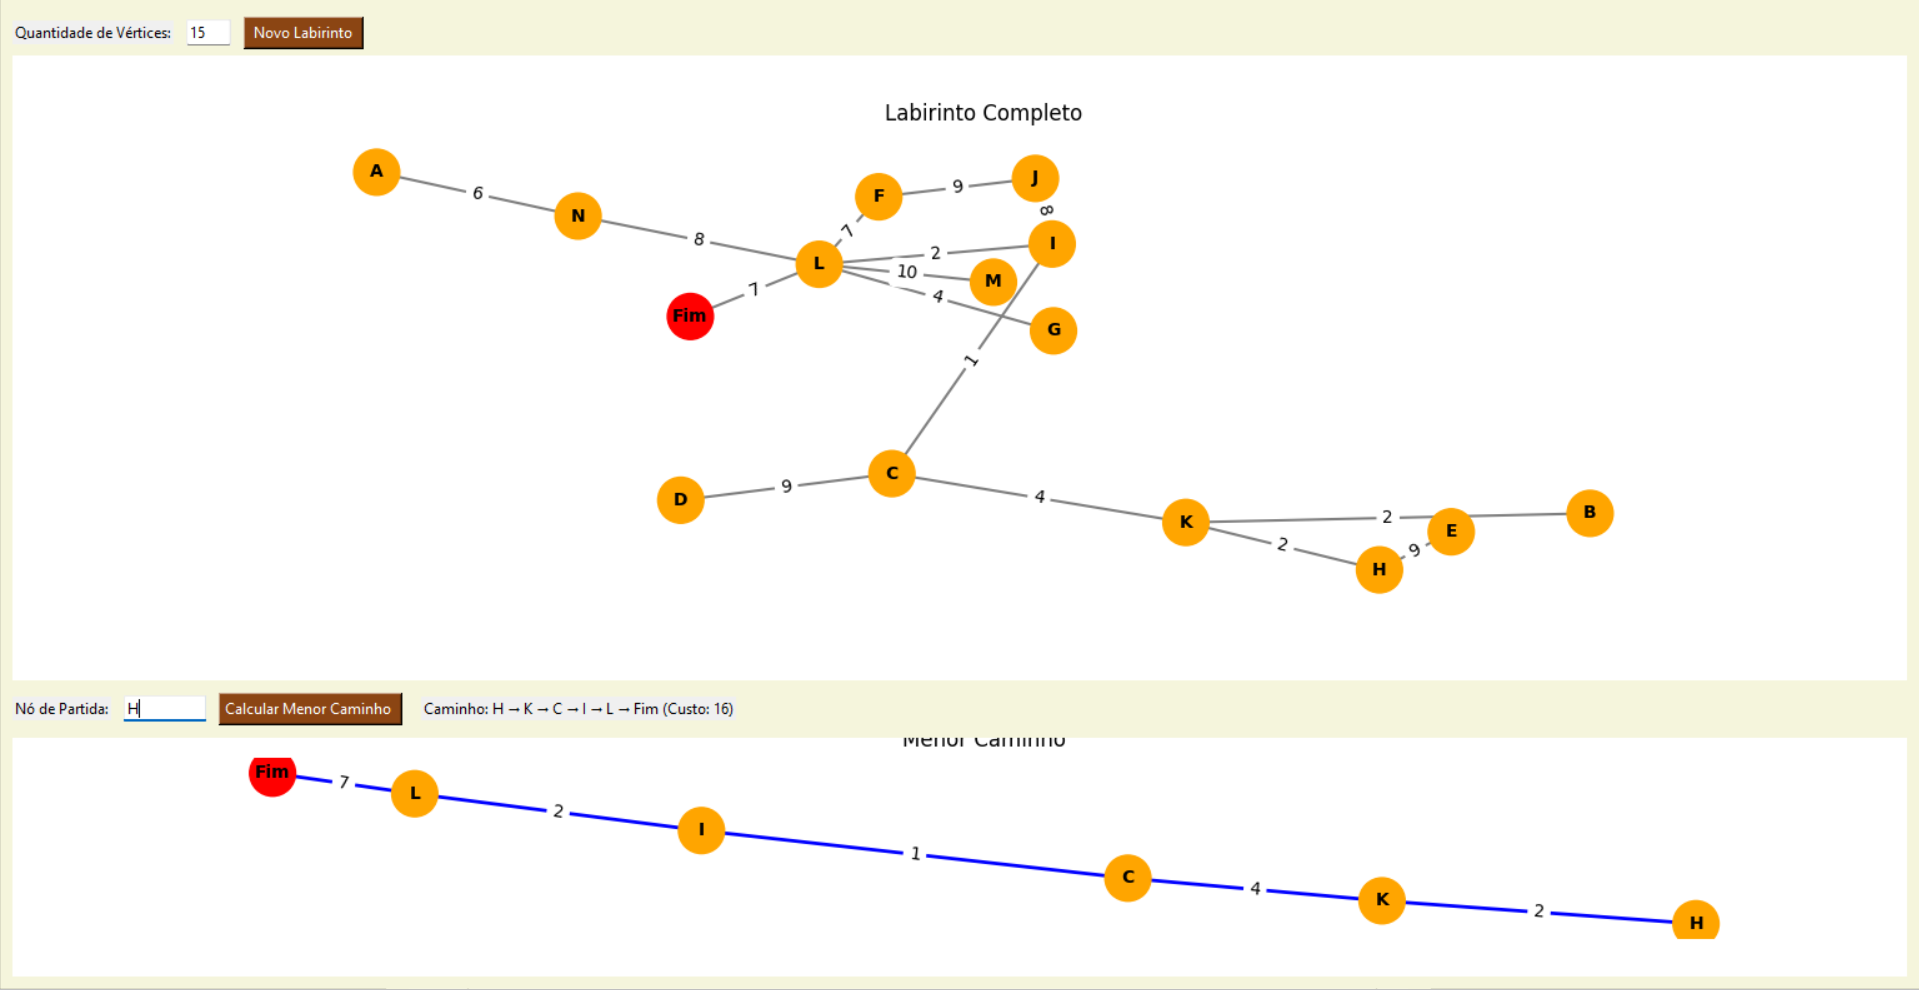 Quantidade de Vértices: 15 Novo Labirinto
Labirinto Completo
A 6 N 8 L 7 F 9 J 8 I
2
10 M
4 G
7 Fim
1
D 9 C 4 K 2 B
2 H 9 E
Nó de Partida: H Calcular Menor Caminho Caminho: H → K → C → I → L → Fim (Custo: 16)
Menor Caminho
Fim 7 L 2 I 1 C 4 K 2 H